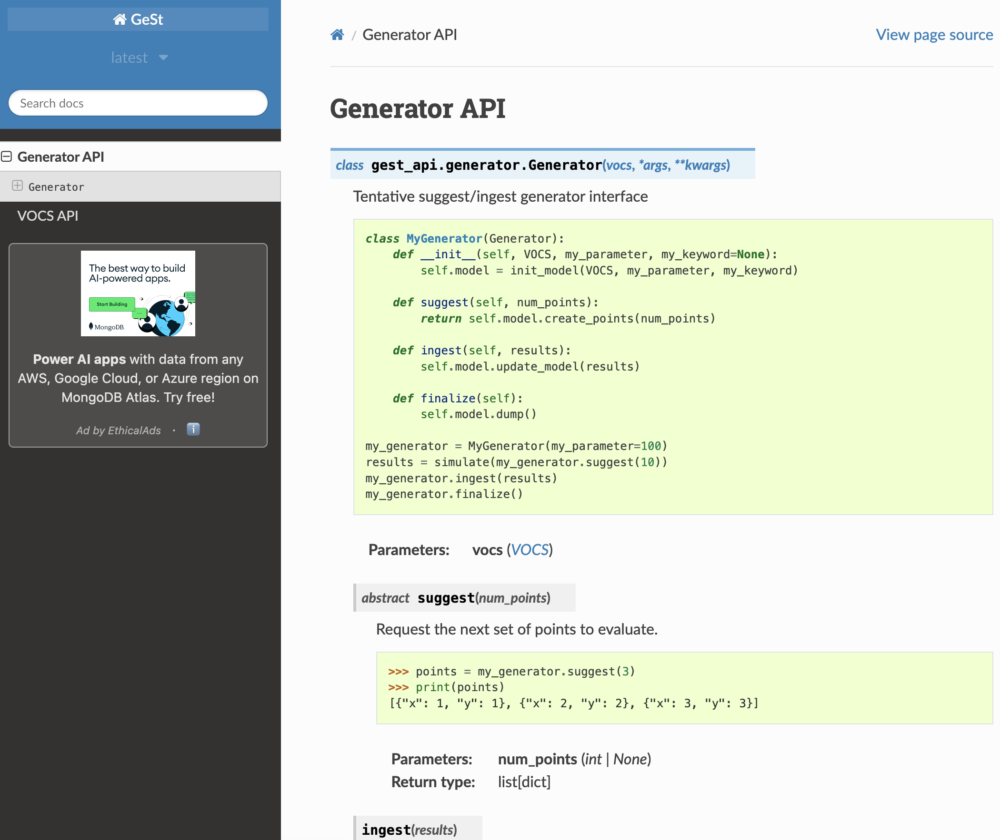 GeSt
latest
Search docs
Generator API
Generator
VOCS API
The best way to build
AI-powered apps.
Start Building
MongoDB.
Power AI apps with data from any
AWS, Google Cloud, or Azure region on
MongoDB Atlas. Try free!
Ad by EthicalAds · i
/ Generator API
View page source
Generator API
class gest_api.generator.Generator(vocs, *args, **kwargs)
Tentative suggest/ingest generator interface
class MyGenerator(Generator):
    def __init__(self, VOCS, my_parameter, my_keyword=None):
        self.model = init_model(VOCS, my_parameter, my_keyword)

    def suggest(self, num_points):
        return self.model.create_points(num_points)

    def ingest(self, results):
        self.model.update_model(results)

    def finalize(self):
        self.model.dump()

my_generator = MyGenerator(my_parameter=100)
results = simulate(my_generator.suggest(10))
my_generator.ingest(results)
my_generator.finalize()
Parameters: vocs (VOCS)
abstract suggest(num_points)
Request the next set of points to evaluate.
>>> points = my_generator.suggest(3)
>>> print(points)
[{"x": 1, "y": 1}, {"x": 2, "y": 2}, {"x": 3, "y": 3}]
Parameters: num_points (int | None)
Return type: list[dict]
ingest(results)